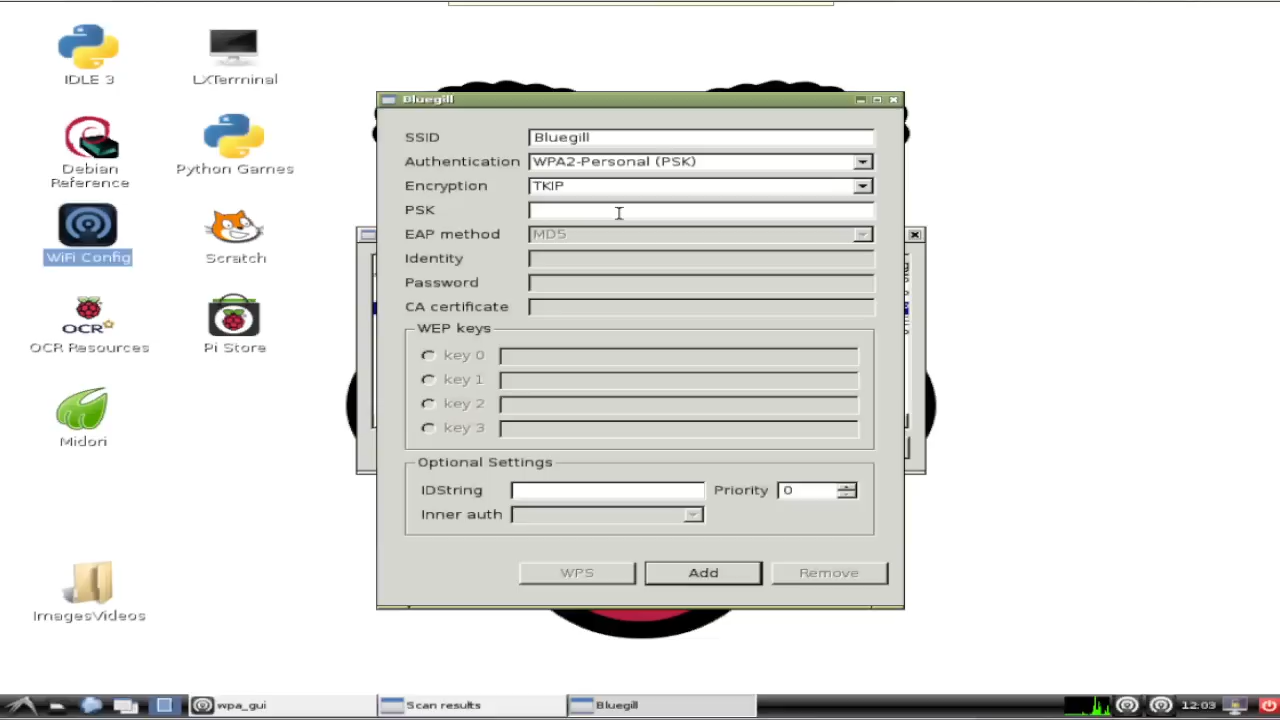 IDLE 3
LXTerminal
Debian
Reference
Python Games
WiFi Config
Scratch
OCR
OCR Resources
Pi Store
Midori
ImagesVideos
Bluegill
SSID Bluegill
Authentication WPA2-Personal (PSK)
Encryption TKIP
PSK
EAP method MD5
Identity
Password
CA certificate
WEP keys
key 0
key 1
key 2
key 3
Optional Settings
IDString Priority 0
Inner auth
WPS Add Remove
wpa_gui Scan results Bluegill 12:03